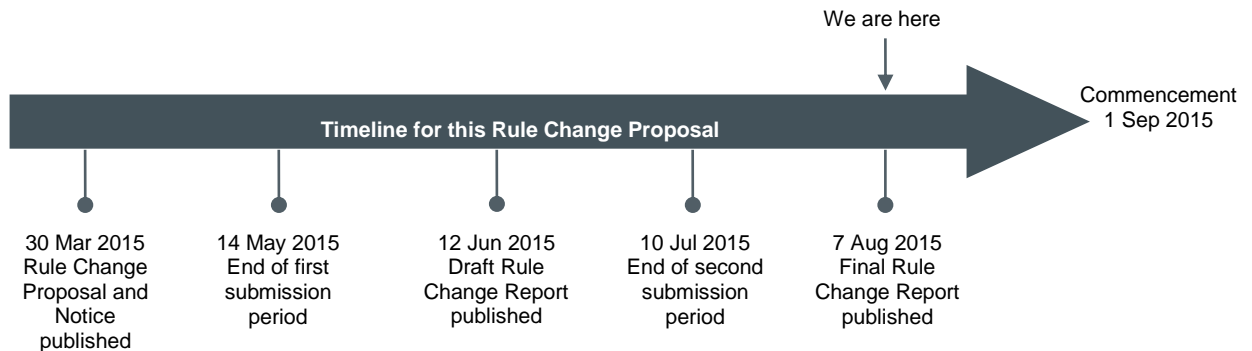 We are here
Commencement
1 Sep 2015
Timeline for this Rule Change Proposal
30 Mar 2015
Rule Change
Proposal and
Notice
published
14 May 2015
End of first
submission
period
12 Jun 2015
Draft Rule
Change Report
published
10 Jul 2015
End of second
submission
period
7 Aug 2015
Final Rule
Change Report
published